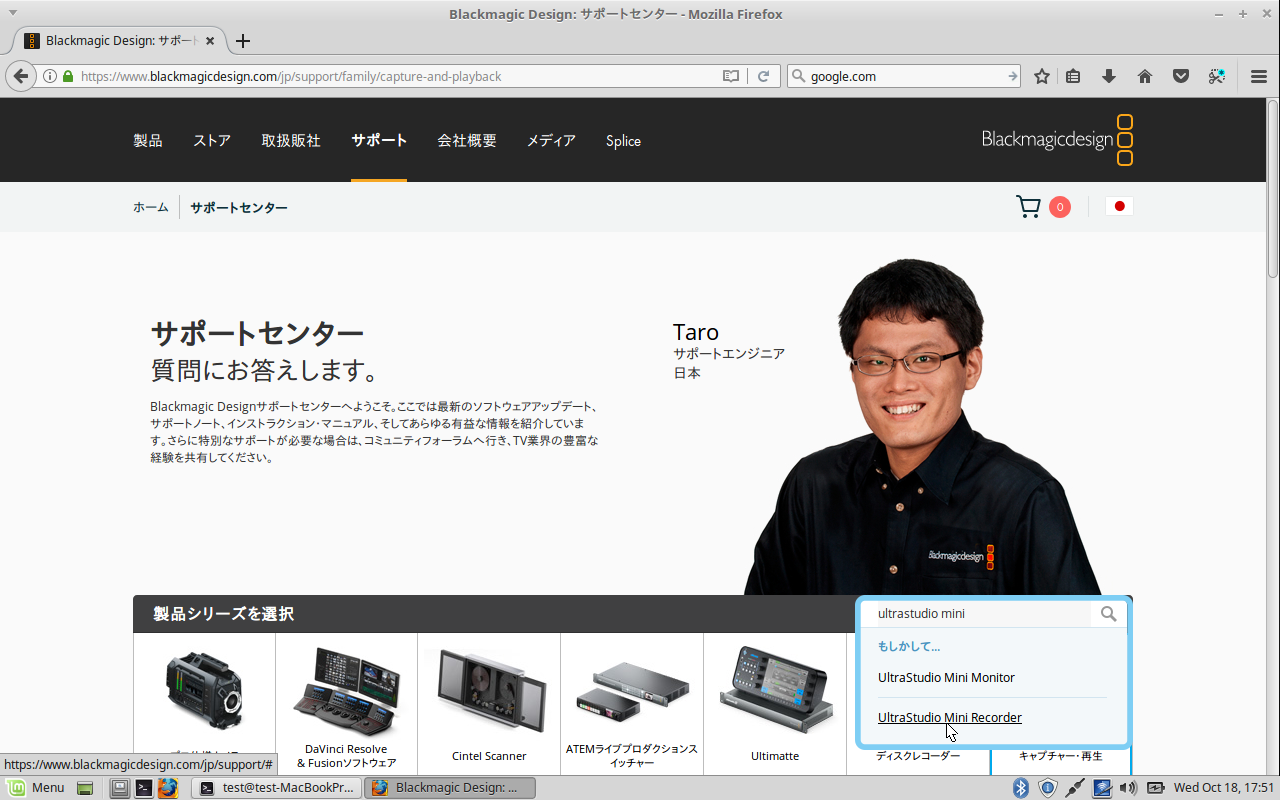 Blackmagic Design: サポートセンター - Mozilla Firefox
Blackmagic Design: サポート
https://www.blackmagicdesign.com/jp/support/family/capture-and-playback
google.com
製品 ストア 取扱販社 サポート 会社概要 メディア Splice
Blackmagicdesign
ホーム サポートセンター
0
サポートセンター
質問にお答えします。
Taro
サポートエンジニア
日本
Blackmagic Designサポートセンターへようこそ。ここでは最新のソフトウェアアップデート、
サポートノート、インストラクション・マニュアル、そしてあらゆる有益な情報を紹介していま
す。さらに特別なサポートが必要な場合は、コミュニティフォーラムへ行き、TV業界の豊富な
経験を共有してください。
Blackmagicdesign
製品シリーズを選択
ultrastudio mini
もしかして...
UltraStudio Mini Monitor
UltraStudio Mini Recorder
DaVinci Resolve
& Fusionソフトウェア
Cintel Scanner
ATEMライブプロダクションス
イッチャー
Ultimatte
ディスクレコーダー
キャプチャー・再生
https://www.blackmagicdesign.com/jp/support/#
Menu
test@test-MacBookPr...
Blackmagic Design: ...
Wed Oct 18, 17:51